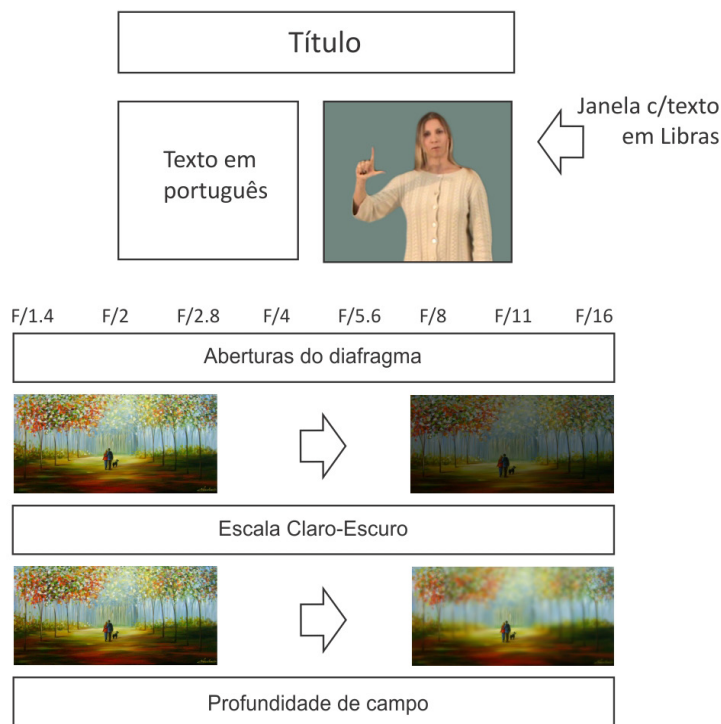 Título
Texto em
português
Janela c/texto
em Libras
F/1.4 F/2 F/2.8 F/4 F/5.6 F/8 F/11 F/16
Aberturas do diafragma
Escala Claro-Escuro
Profundidade de campo